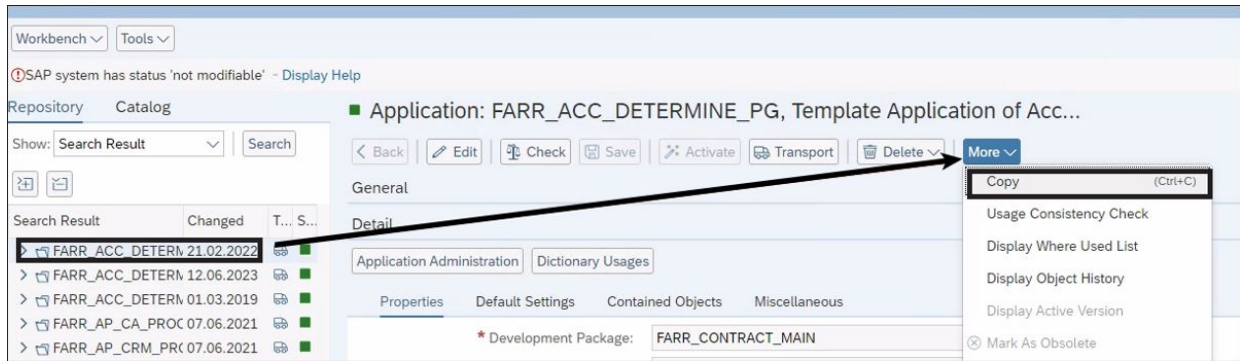 Workbench Tools
SAP system has status 'not modifiable' - Display Help
Repository Catalog
Show: Search Result Search
Search Result Changed T... S...
FARR_ACC_DETERM 21.02.2022
FARR_ACC_DETERM 12.06.2023
FARR_ACC_DETERM 01.03.2019
FARR_AP_CA_PROC 07.06.2021
FARR_AP_CRM_PR 07.06.2021
Application: FARR_ACC_DETERMINE_PG, Template Application of Acc...
Back Edit Check Save Activate Transport Delete More
General
Detail
Application Administration Dictionary Usages
Properties Default Settings Contained Objects Miscellaneous
* Development Package: FARR_CONTRACT_MAIN
Copy (Ctrl+C)
Usage Consistency Check
Display Where Used List
Display Object History
Display Active Version
Mark As Obsolete